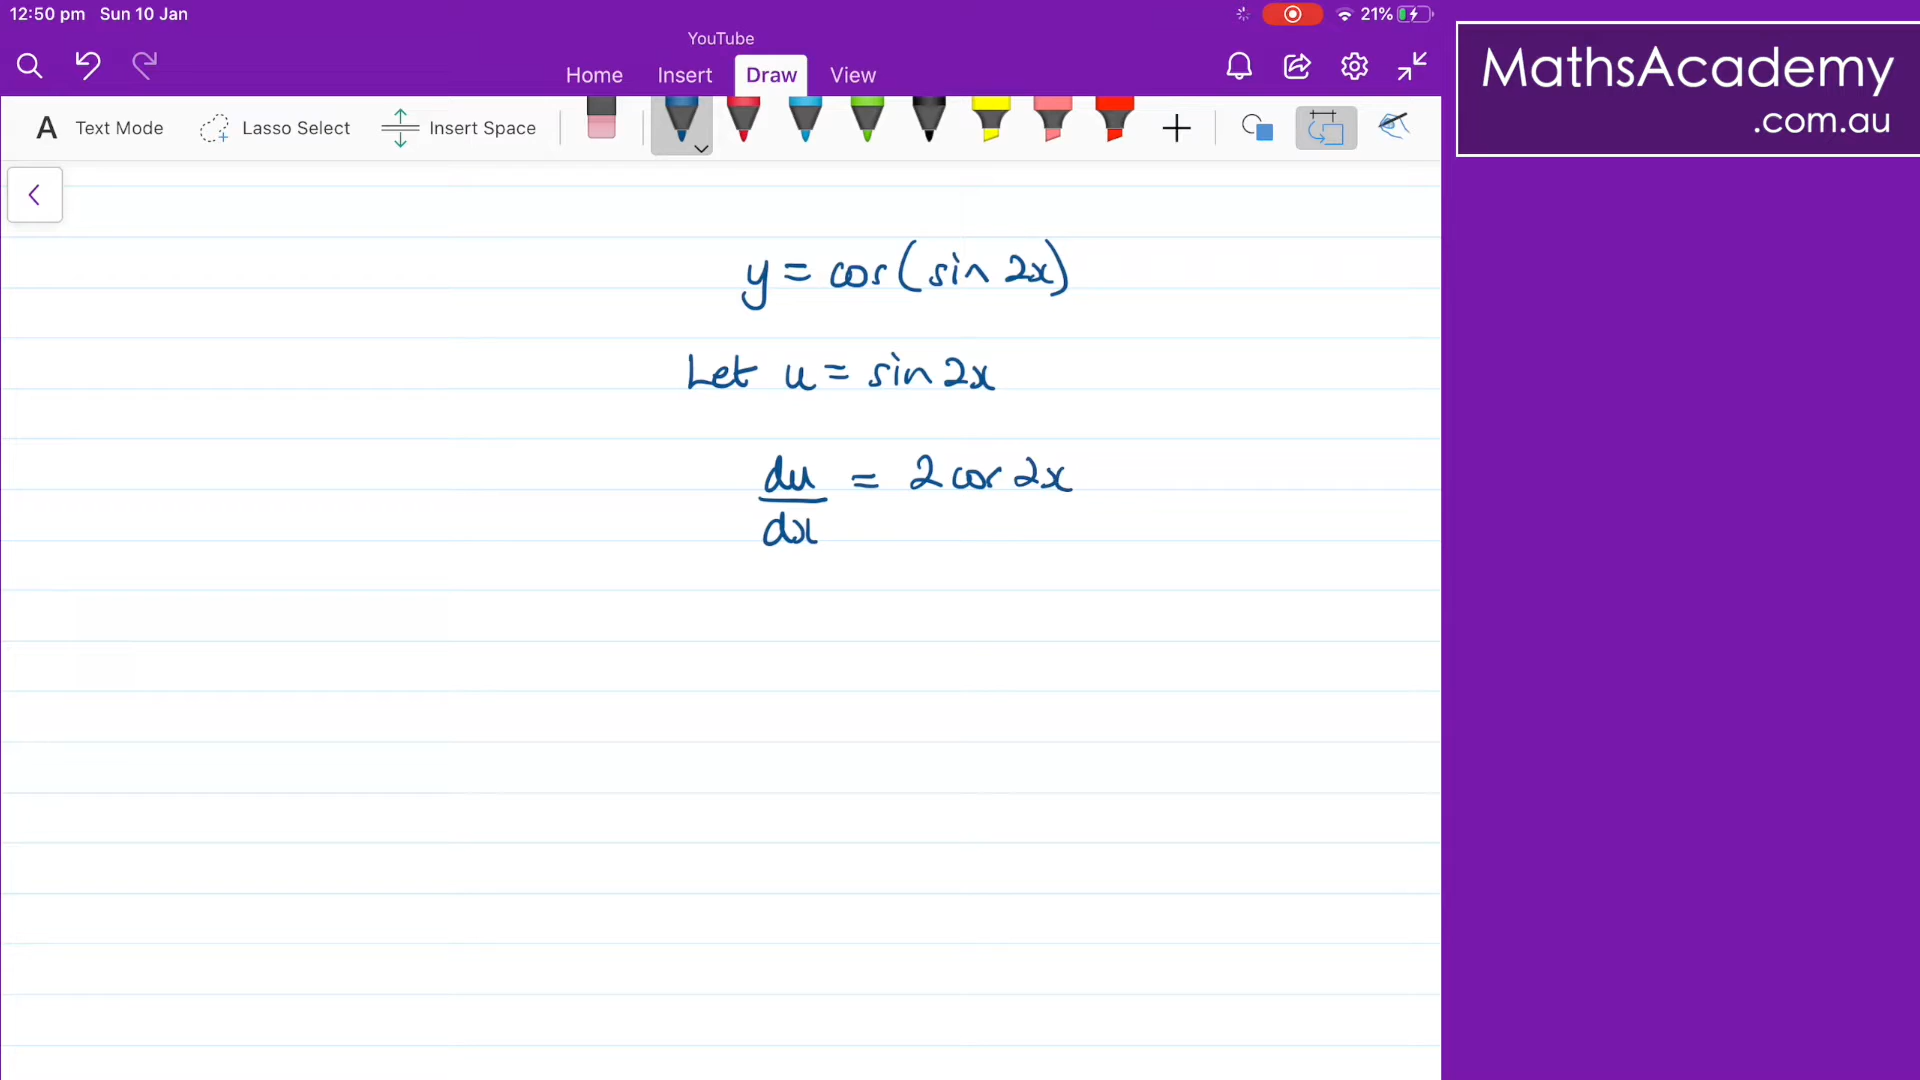 12:50 pm Sun 10 Jan
21%
YouTube
Home Insert Draw View
MathsAcademy
.com.au
A Text Mode Lasso Select Insert Space
y = cos(sin 2x)
Let u = sin 2x
du/dx = 2 cos 2x